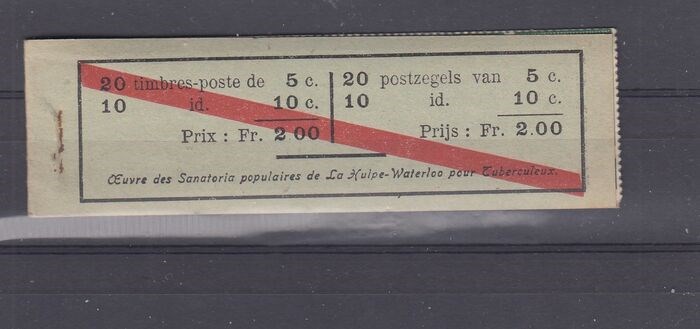 20 timbres-poste de 5 c.
10 id. 10 c.
Prix : Fr. 2.00
20 postzegels van 5 c.
10 id. 10 c.
Prijs : Fr. 2.00
Œuvre des Sanatoria populaires de La Hulpe-Waterloo pour Tuberculeux.